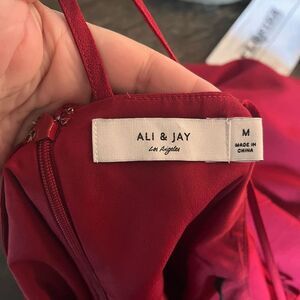 ALI & JAY
Los Angeles
M
MADE IN
CHINA